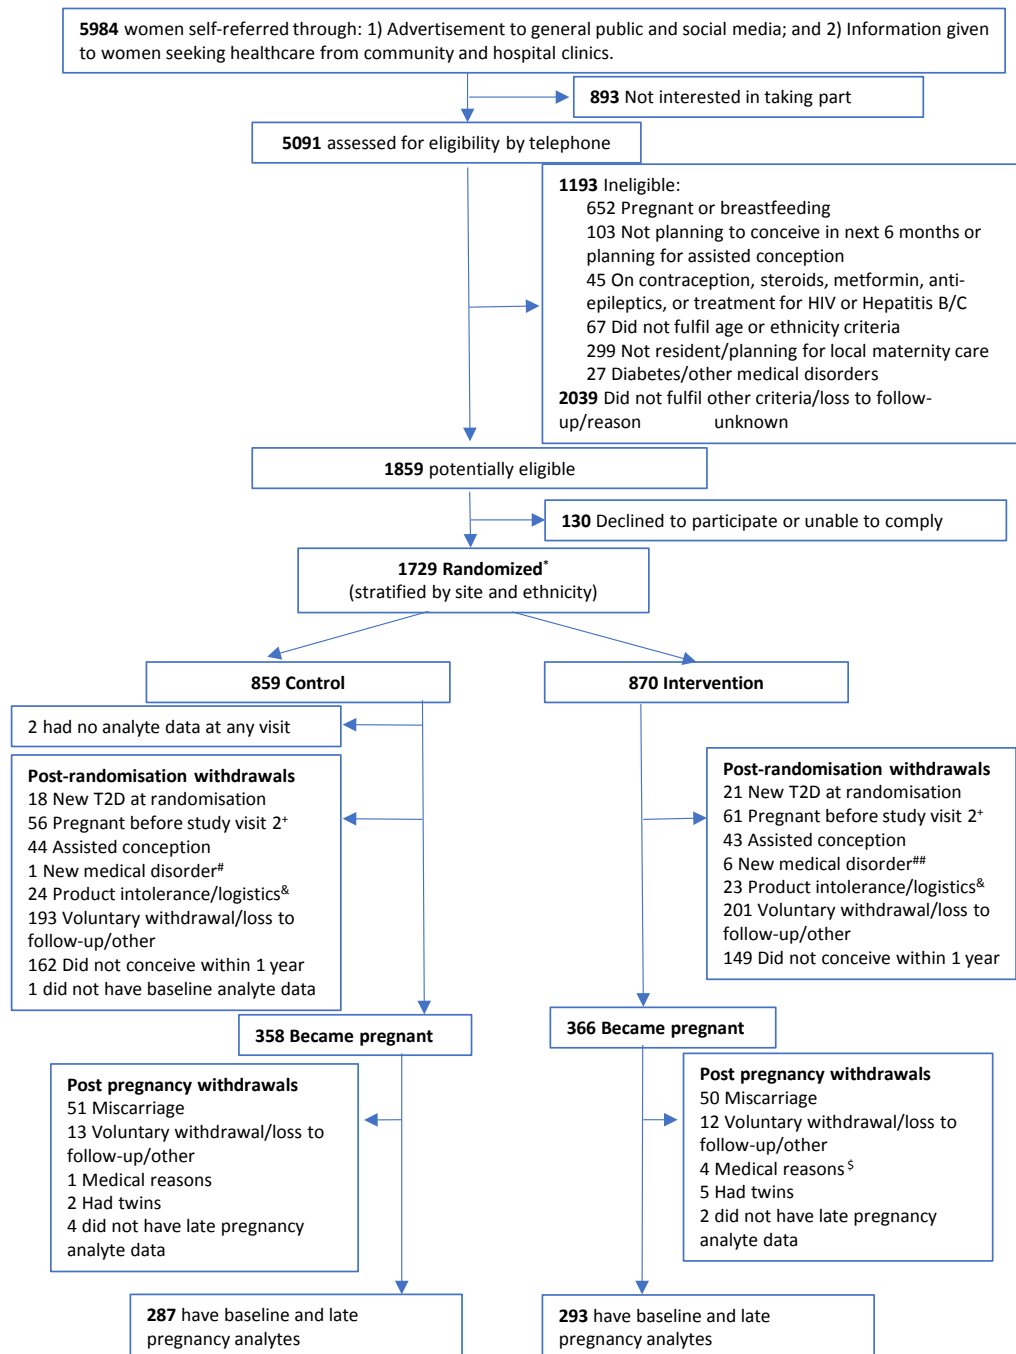 5984 women self-referred through: 1) Advertisement to general public and social media; and 2) Information given
to women seeking healthcare from community and hospital clinics.
893 Not interested in taking part
5091 assessed for eligibility by telephone
1193 Ineligible:
652 Pregnant or breastfeeding
103 Not planning to conceive in next 6 months or
planning for assisted conception
45 On contraception, steroids, metformin, anti-
epileptics, or treatment for HIV or Hepatitis B/C
67 Did not fulfil age or ethnicity criteria
299 Not resident/planning for local maternity care
27 Diabetes/other medical disorders
2039 Did not fulfil other criteria/loss to follow-
up/reason unknown
1859 potentially eligible
130 Declined to participate or unable to comply
1729 Randomized*
(stratified by site and ethnicity)
859 Control
870 Intervention
2 had no analyte data at any visit
Post-randomisation withdrawals
18 New T2D at randomisation
56 Pregnant before study visit 2+
44 Assisted conception
1 New medical disorder#
24 Product intolerance/logistics&
193 Voluntary withdrawal/loss to
follow-up/other
162 Did not conceive within 1 year
1 did not have baseline analyte data
Post-randomisation withdrawals
21 New T2D at randomisation
61 Pregnant before study visit 2+
43 Assisted conception
6 New medical disorder##
23 Product intolerance/logistics&
201 Voluntary withdrawal/loss to
follow-up/other
149 Did not conceive within 1 year
358 Became pregnant
366 Became pregnant
Post pregnancy withdrawals
51 Miscarriage
13 Voluntary withdrawal/loss to
follow-up/other
1 Medical reasons
2 Had twins
4 did not have late pregnancy
analyte data
Post pregnancy withdrawals
50 Miscarriage
12 Voluntary withdrawal/loss to
follow-up/other
4 Medical reasons$
5 Had twins
2 did not have late pregnancy
analyte data
287 have baseline and late
pregnancy analytes
293 have baseline and late
pregnancy analytes